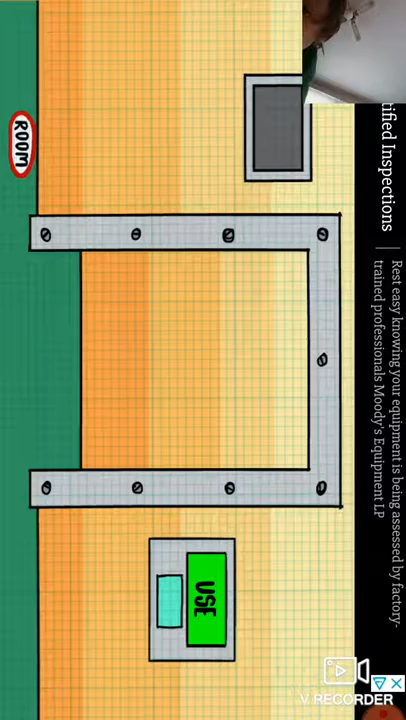 tified Inspections
Rest easy knowing your equipment is being assessed by factory-
trained professionals Moody's Equipment LP
ROOM
USE
V RECORDER